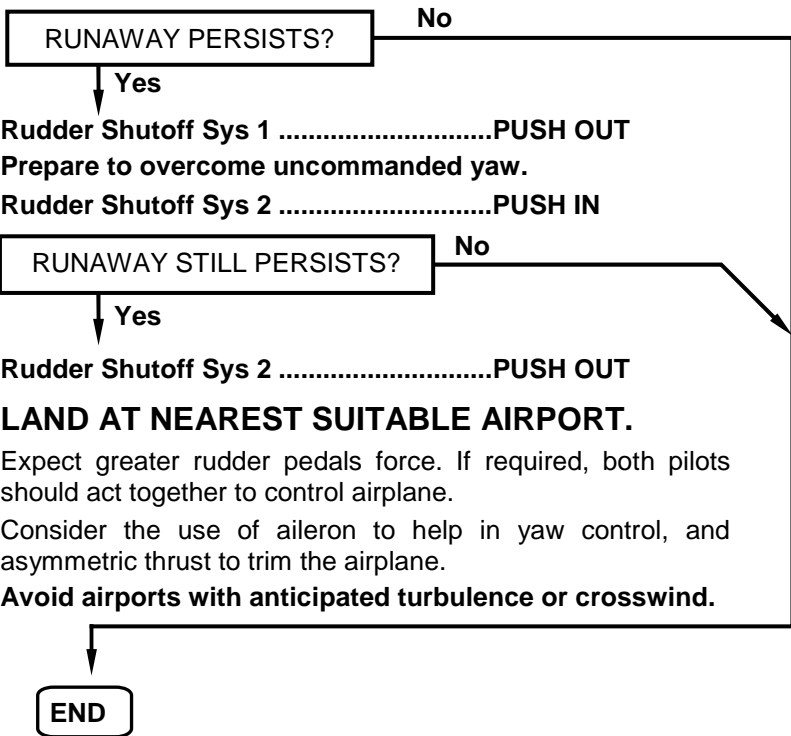 No
RUNAWAY PERSISTS?
Yes
Rudder Shutoff Sys 1 .............................PUSH OUT
Prepare to overcome uncommanded yaw.
Rudder Shutoff Sys 2 .............................PUSH IN
No
RUNAWAY STILL PERSISTS?
Yes
Rudder Shutoff Sys 2 .............................PUSH OUT
LAND AT NEAREST SUITABLE AIRPORT.
Expect greater rudder pedals force. If required, both pilots
should act together to control airplane.
Consider the use of aileron to help in yaw control, and
asymmetric thrust to trim the airplane.
Avoid airports with anticipated turbulence or crosswind.
END